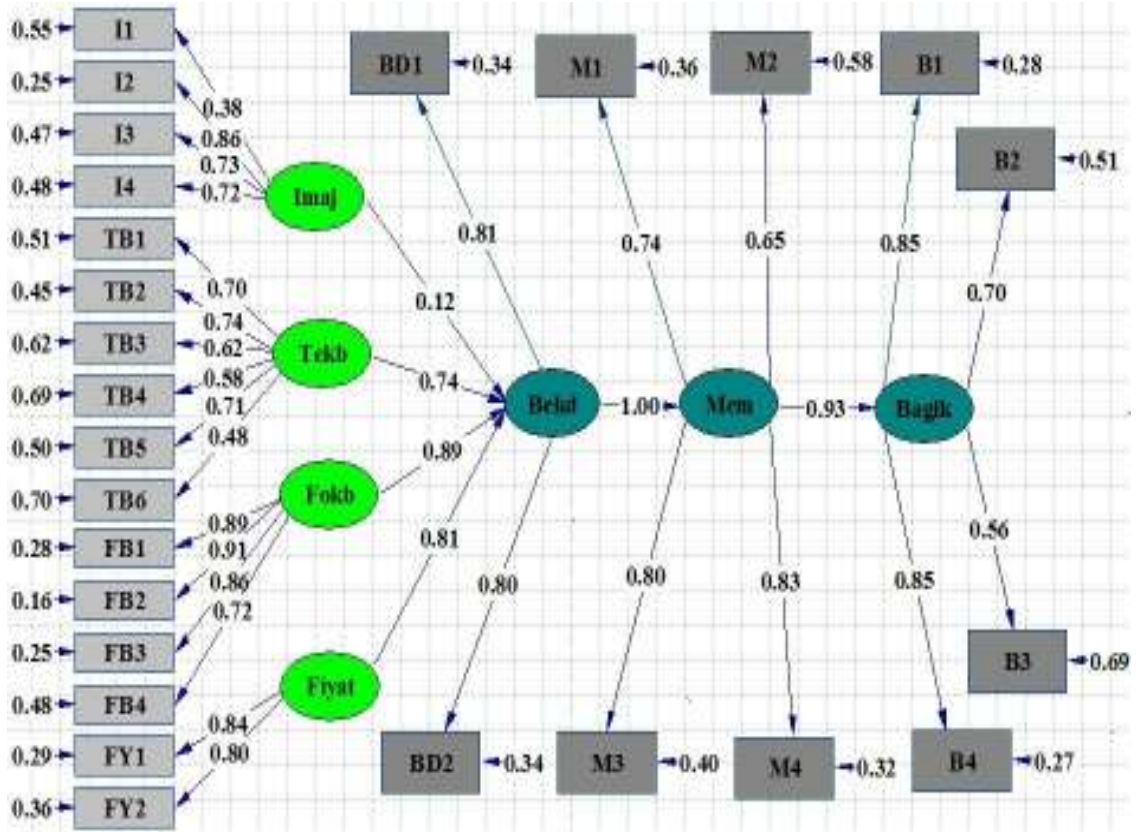 0.55 I1
0.25 I2
0.47 I3
0.48 I4
0.51 TB1
0.45 TB2
0.62 TB3
0.69 TB4
0.50 TB5
0.70 TB6
0.28 FB1
0.16 FB2
0.25 FB3
0.48 FB4
0.29 FY1
0.36 FY2
0.38
0.86
0.73
0.72
Imaj
0.70
0.74
0.62
0.58
0.71
0.48
Tekb
0.89
0.91
0.86
0.72
Fokb
0.84
0.80
Fiyat
0.12
0.74
0.89
0.81
BD1 0.34
M1 0.36
M2 0.58
B1 0.28
B2 0.51
0.81
0.74
0.65
0.85
0.70
1.00
Mem
0.93
Bagik
0.80
0.80
0.83
0.85
0.56
B3 0.69
BD2 0.34
M3 0.40
M4 0.32
B4 0.27